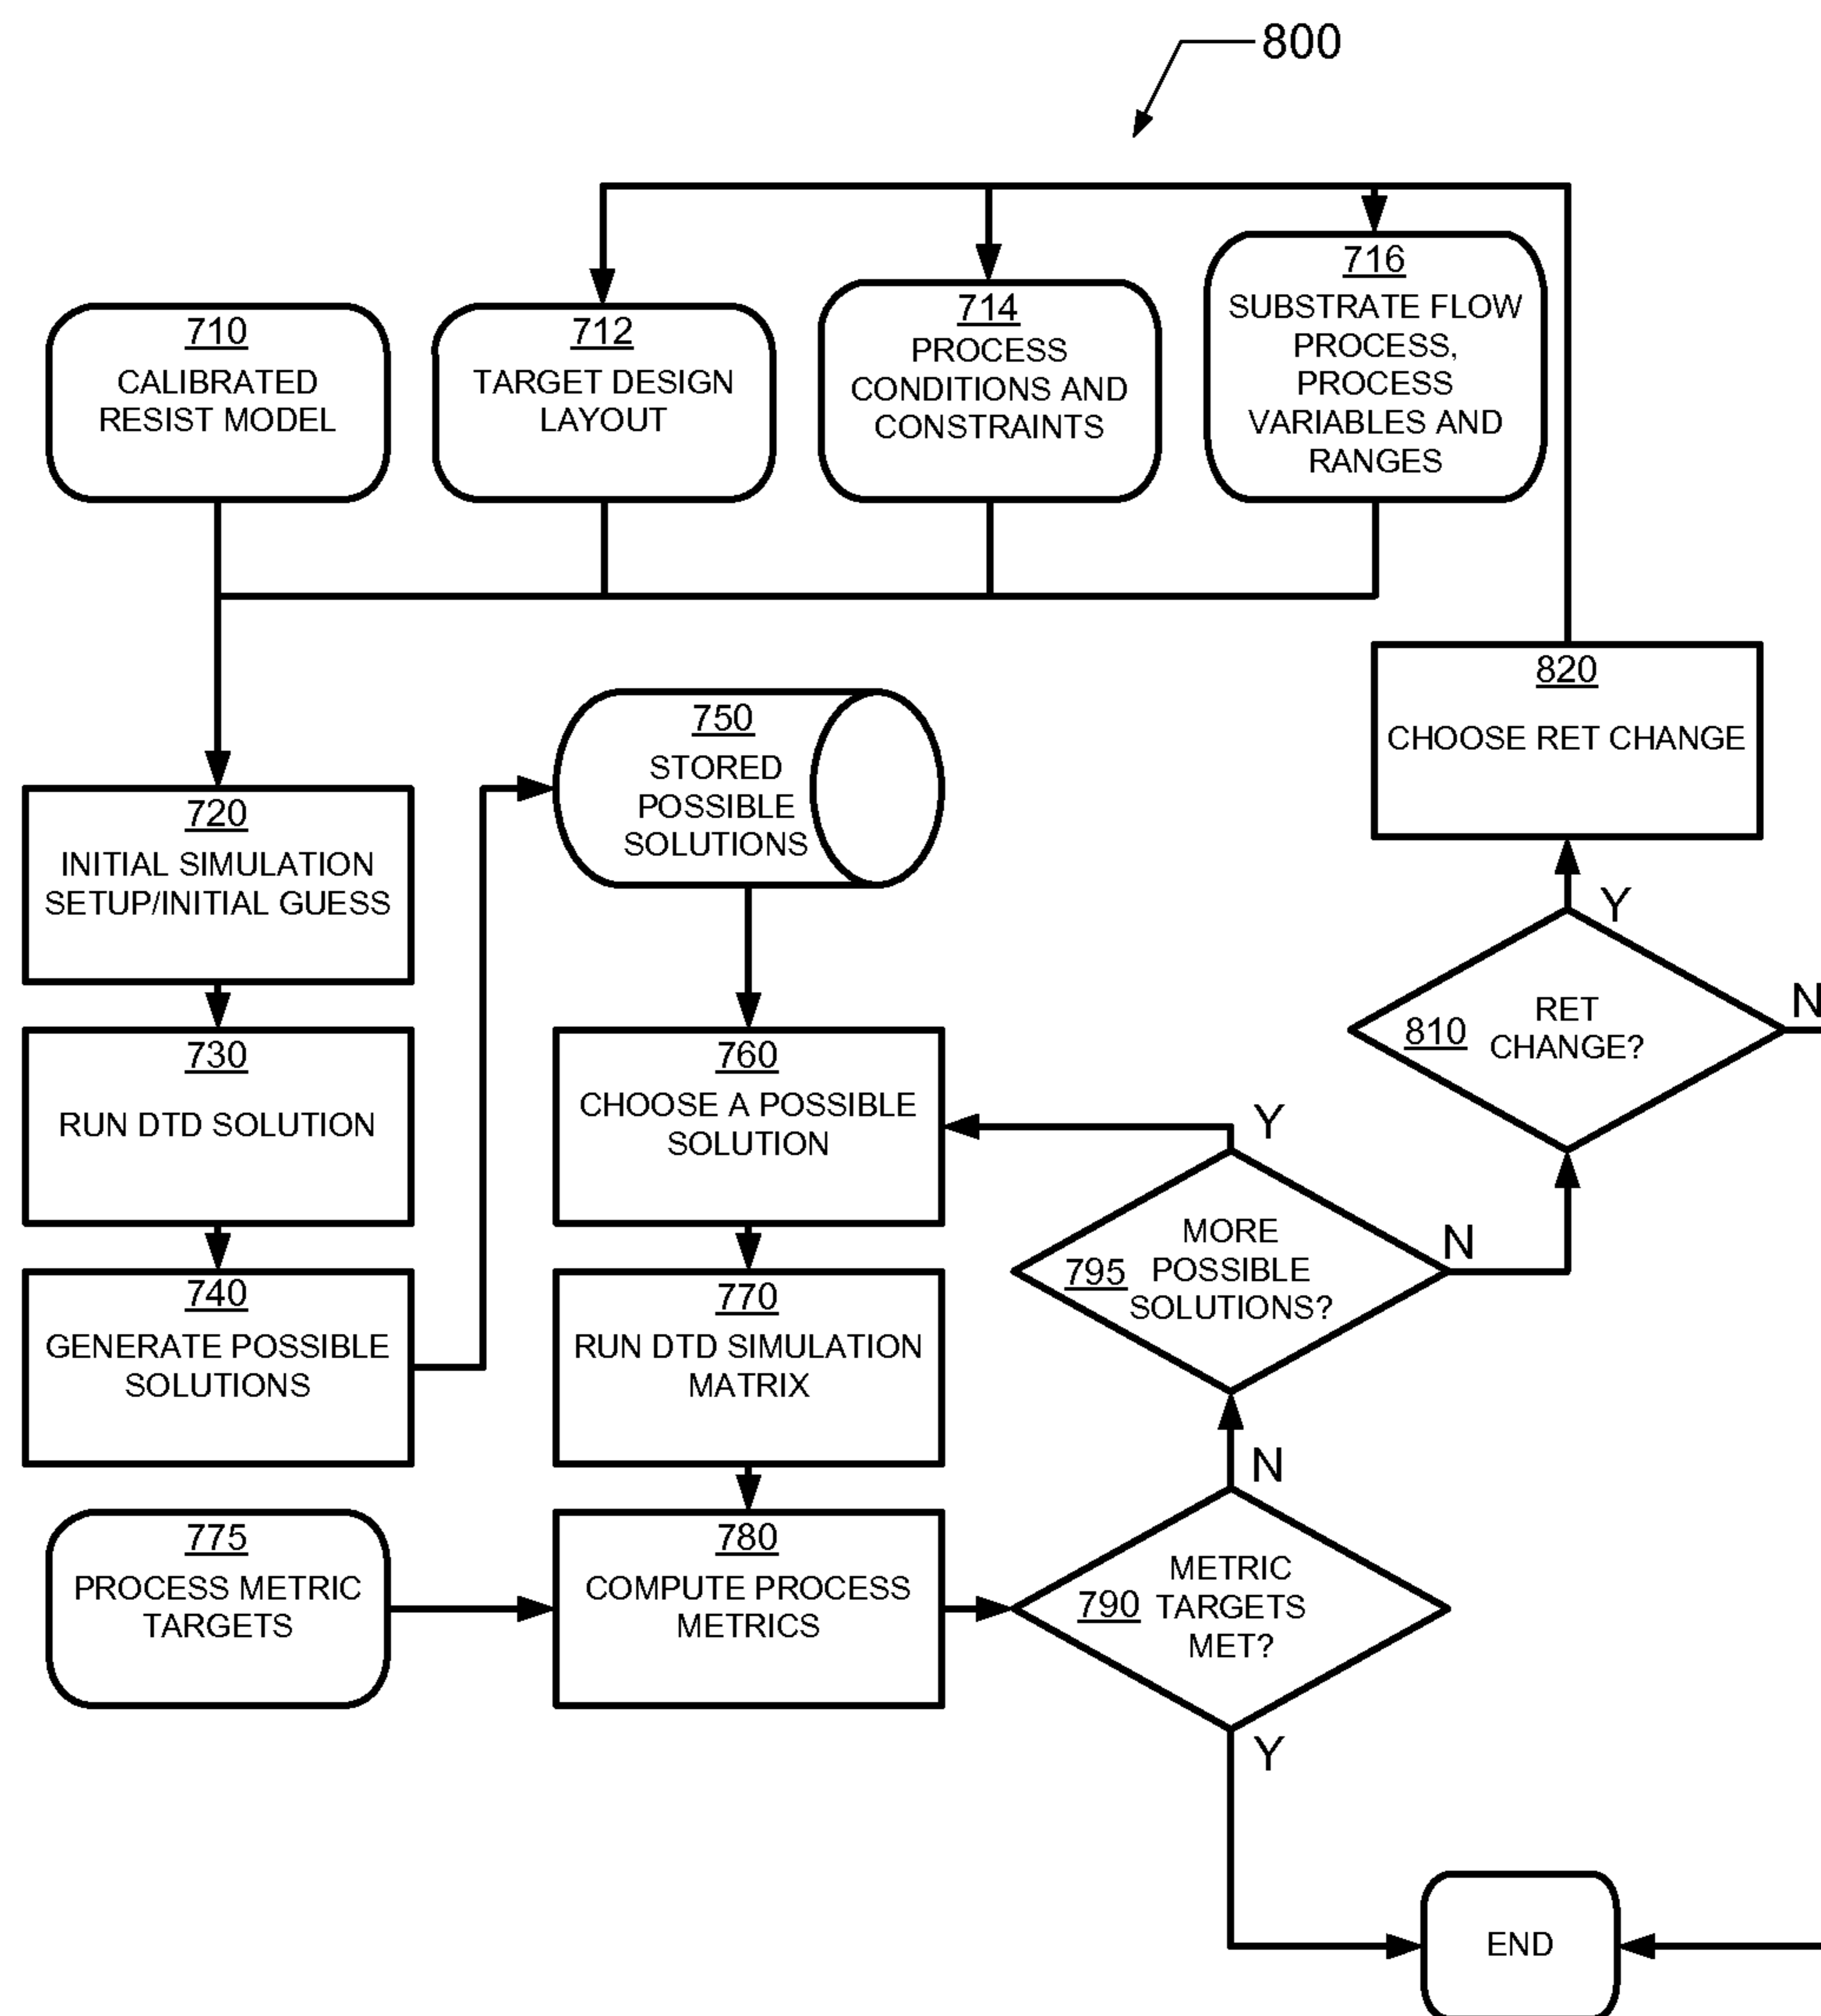 800
710
CALIBRATED
RESIST MODEL
712
TARGET DESIGN
LAYOUT
714
PROCESS
CONDITIONS AND
CONSTRAINTS
716
SUBSTRATE FLOW
PROCESS,
PROCESS
VARIABLES AND
RANGES
820
CHOOSE RET CHANGE
750
STORED
POSSIBLE
SOLUTIONS
720
INITIAL SIMULATION
SETUP/INITIAL GUESS
Y
810
RET
CHANGE?
N
730
RUN DTD SOLUTION
760
CHOOSE A POSSIBLE
SOLUTION
Y
795
MORE
POSSIBLE
SOLUTIONS?
N
740
GENERATE POSSIBLE
SOLUTIONS
770
RUN DTD SIMULATION
MATRIX
N
775
PROCESS METRIC
TARGETS
780
COMPUTE PROCESS
METRICS
790
METRIC
TARGETS
MET?
Y
END